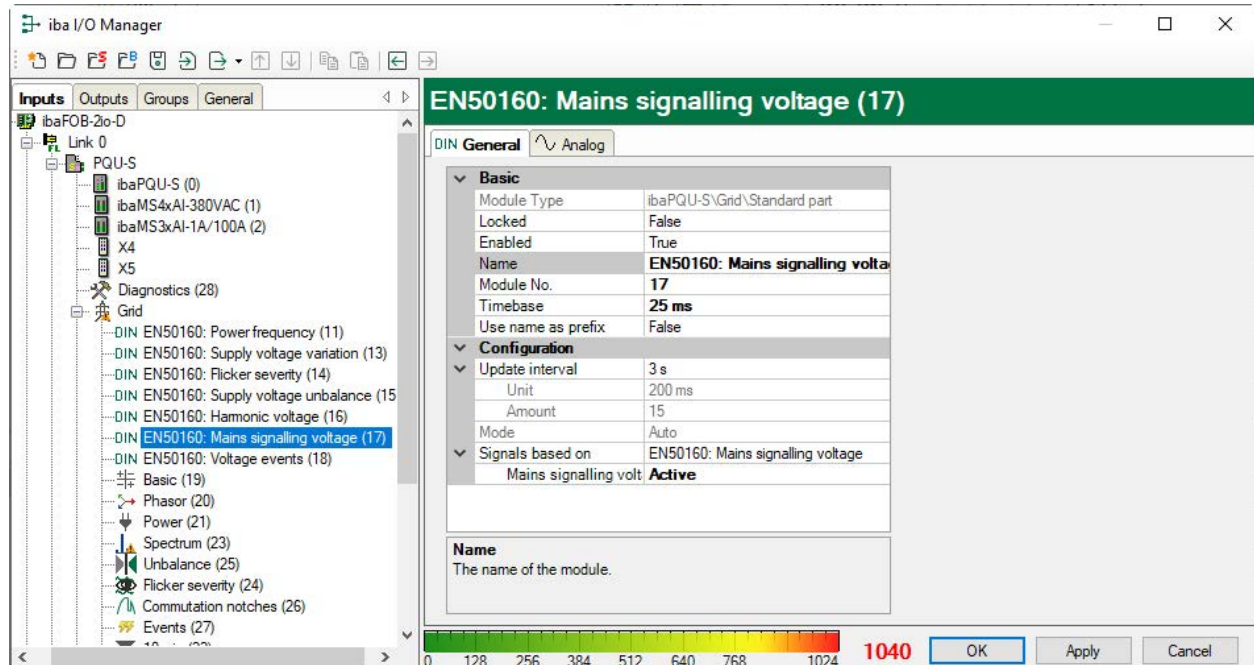 iba I/O Manager
Inputs Outputs Groups General
ibaFOB-2io-D
Link 0
PQU-S
ibaPQU-S (0)
ibaMS4xAI-380VAC (1)
ibaMS3xAI-1A/100A (2)
X4
X5
Diagnostics (28)
Grid
DIN EN50160: Power frequency (11)
DIN EN50160: Supply voltage variation (13)
DIN EN50160: Flicker severity (14)
DIN EN50160: Supply voltage unbalance (15
DIN EN50160: Harmonic voltage (16)
DIN EN50160: Mains signalling voltage (17)
DIN EN50160: Voltage events (18)
Basic (19)
Phasor (20)
Power (21)
Spectrum (23)
Unbalance (25)
Flicker severity (24)
Commutation notches (26)
Events (27)
EN50160: Mains signalling voltage (17)
DIN General Analog
Basic
Module Type ibaPQU-S\Grid\Standard part
Locked False
Enabled True
Name EN50160: Mains signalling volta
Module No. 17
Timebase 25 ms
Use name as prefix False
Configuration
Update interval 3 s
Unit 200 ms
Amount 15
Mode Auto
Signals based on EN50160: Mains signalling voltage
Mains signalling volt Active
Name
The name of the module.
0 128 256 384 512 640 768 1024 1040 OK Apply Cancel